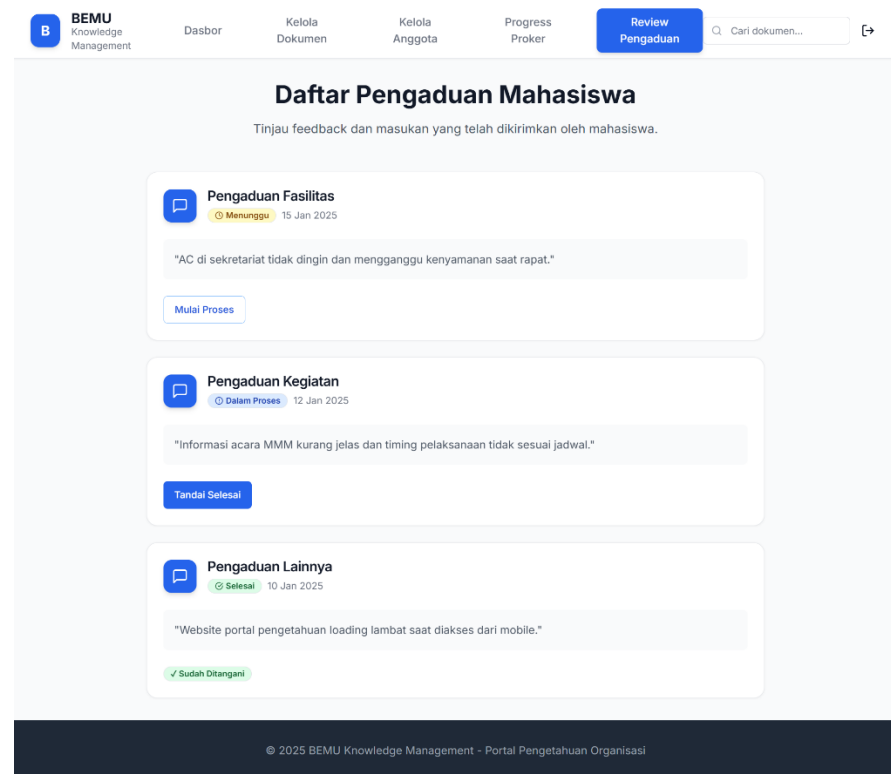 B
BEMU
Knowledge
Management
Dasbor
Kelola
Dokumen
Kelola
Anggota
Progress
Proker
Review
Pengaduan
Cari dokumen...
Daftar Pengaduan Mahasiswa
Tinjau feedback dan masukan yang telah dikirimkan oleh mahasiswa.
Pengaduan Fasilitas
Menunggu 15 Jan 2025
"AC di sekretariat tidak dingin dan mengganggu kenyamanan saat rapat."
Mulai Proses
Pengaduan Kegiatan
Dalam Proses 12 Jan 2025
"Informasi acara MMM kurang jelas dan timing pelaksanaan tidak sesuai jadwal."
Tandai Selesai
Pengaduan Lainnya
Selesai 10 Jan 2025
"Website portal pengetahuan loading lambat saat diakses dari mobile."
✓ Sudah Ditangani
© 2025 BEMU Knowledge Management - Portal Pengetahuan Organisasi